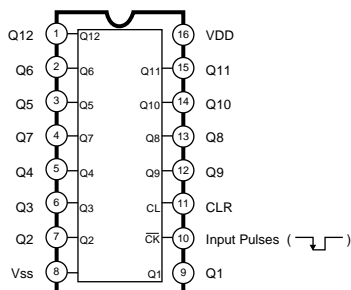 Q12 1 Q12 16 VDD
Q6 2 Q6 Q11 15 Q11
Q5 3 Q5 Q10 14 Q10
Q7 4 Q7 Q8 13 Q8
Q4 5 Q4 Q9 12 Q9
Q3 6 Q3 CL 11 CLR
Q2 7 Q2 C̅K̅ 10 Input Pulses ( )
Vss 8 Q1 9 Q1